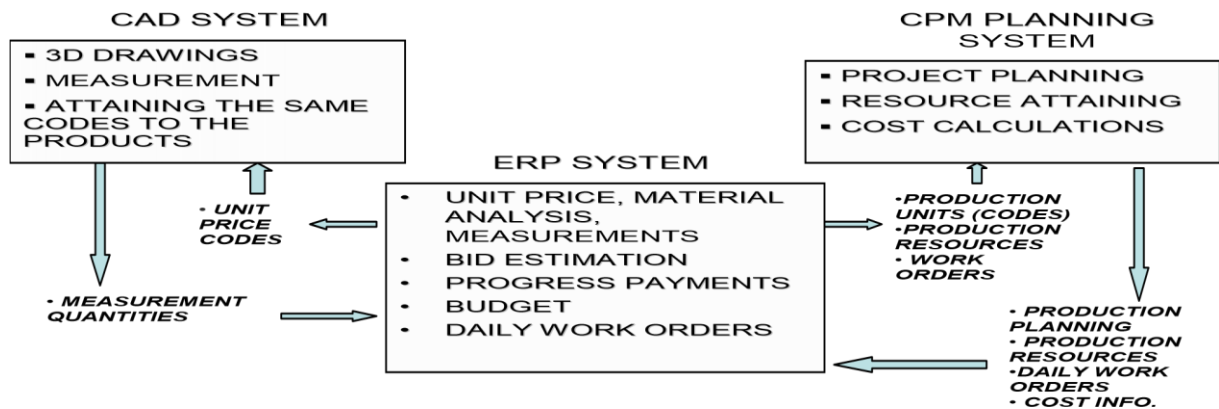 CAD SYSTEM
▪ 3D DRAWINGS
▪ MEASUREMENT
▪ ATTAINING THE SAME
CODES TO THE
PRODUCTS
• UNIT
PRICE
CODES
• MEASUREMENT
QUANTITIES
ERP SYSTEM
• UNIT PRICE, MATERIAL
ANALYSIS,
MEASUREMENTS
• BID ESTIMATION
• PROGRESS PAYMENTS
• BUDGET
• DAILY WORK ORDERS
CPM PLANNING
SYSTEM
▪ PROJECT PLANNING
▪ RESOURCE ATTAINING
▪ COST CALCULATIONS
•PRODUCTION
UNITS (CODES)
•PRODUCTION
RESOURCES
• WORK
ORDERS
• PRODUCTION
PLANNING
• PRODUCTION
RESOURCES
•DAILY WORK
ORDERS
• COST INFO.